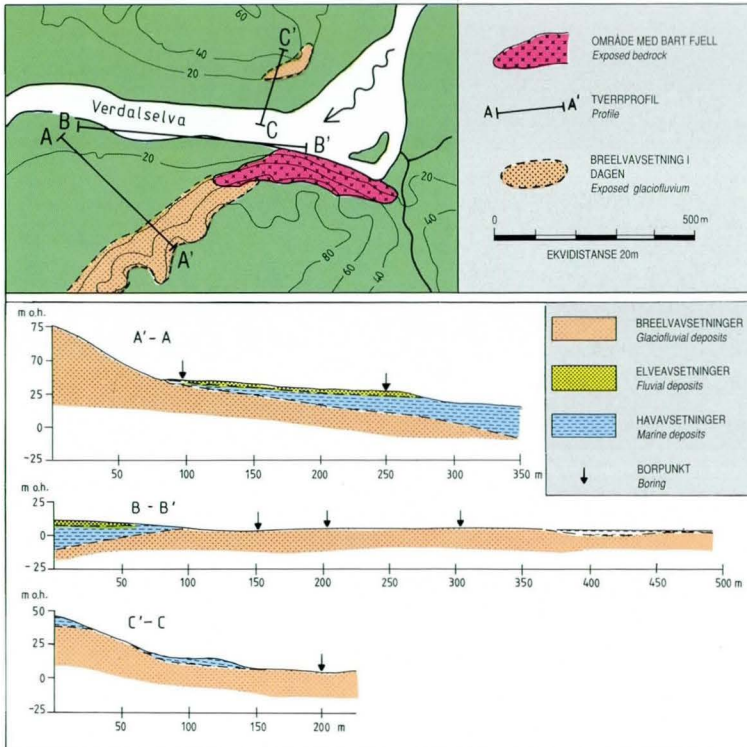 60
40
20
C'
C
Verdalselva
B
A
B'
20
A'
20
40
80
60
40
OMRÅDE MED BART FJELL
Exposed bedrock
A
A'
TVERRPROFIL
Profile
BREELVAVSETNING I
DAGEN
Exposed glaciofluvium
0
500 m
EKVIDISTANSE 20m
m o.h.
75
70
25
0
-25
A'- A
50
100
150
200
250
300
350
m
BREELVAVSETNINGER
Glaciofluvial deposits
ELVEAVSETNINGER
Fluvial deposits
HAVAVSETNINGER
Marine deposits
BORPUNKT
Boring
m o.h.
25
0
-25
B - B'
50
100
150
200
250
300
350
400
450
500 m
m o.h.
50
25
0
-25
C'- C
50
100
150
200
m